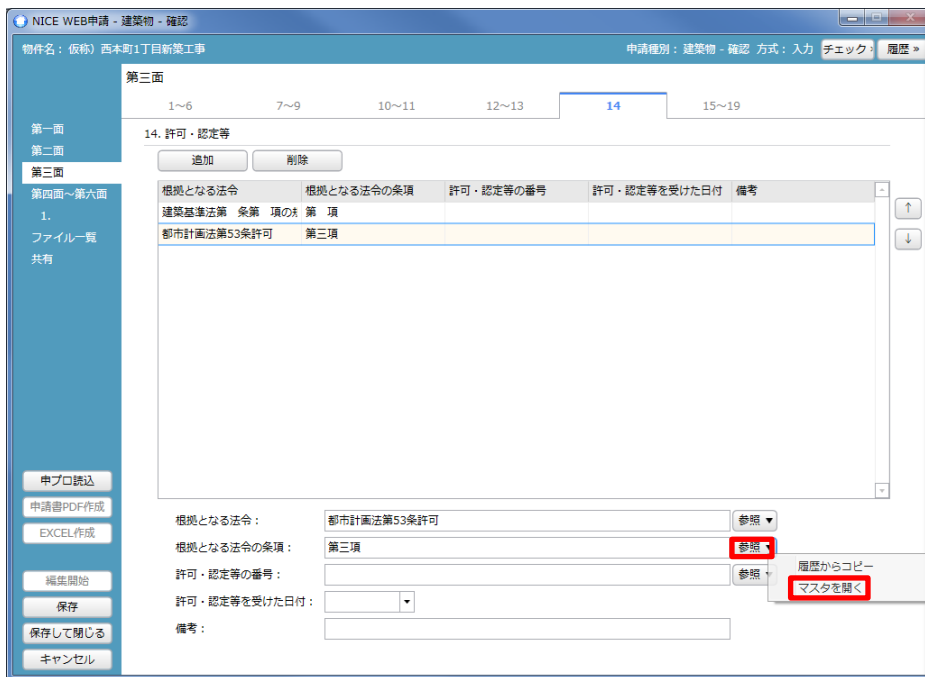 NICE WEB申請 - 建築物 - 確認
物件名： 仮称）西本町1丁目新築工事 申請種別： 建築物 - 確認 方式： 入力 チェック» 履歴 »
第三面
1～6 7～9 10～11 12～13 14 15～19
第一面
第二面
第三面
第四面～第六面
1.
ファイル一覧
共有
14. 許可・認定等
追加 削除
根拠となる法令 根拠となる法令の条項 許可・認定等の番号 許可・認定等を受けた日付 備考
建築基準法第　条第　項の 第　項
都市計画法第53条許可 第三項
↑
↓
申プロ読込
申請書PDF作成
EXCEL作成
編集開始
保存
保存して閉じる
キャンセル
根拠となる法令： 都市計画法第53条許可 参照 ▼
根拠となる法令の条項： 第三項 参照 ▼
許可・認定等の番号： 参照 ▼
許可・認定等を受けた日付： ▼
備考：
履歴からコピー
マスタを開く